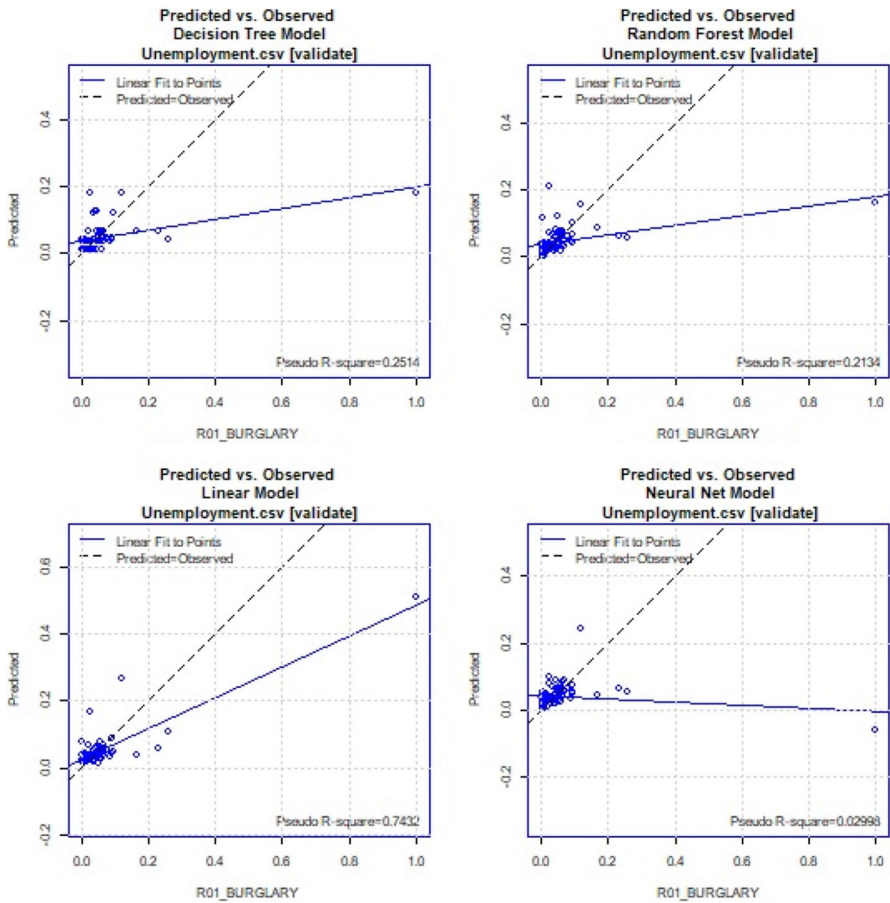 Predicted vs. Observed
Decision Tree Model
Unemployment.csv [validate]
Linear Fit to Points
Predicted=Observed
0.4
0.2
0.0
-0.2
Predicted
Pseudo R-square=0.2514
0.0 0.2 0.4 0.6 0.8 1.0
R01_BURGLARY
Predicted vs. Observed
Random Forest Model
Unemployment.csv [validate]
Linear Fit to Points
Predicted=Observed
0.4
0.2
0.0
-0.2
Predicted
Pseudo R-square=0.2134
0.0 0.2 0.4 0.6 0.8 1.0
R01_BURGLARY
Predicted vs. Observed
Linear Model
Unemployment.csv [validate]
Linear Fit to Points
Predicted=Observed
0.6
0.4
0.2
0.0
-0.2
Predicted
Pseudo R-square=0.7432
0.0 0.2 0.4 0.6 0.8 1.0
R01_BURGLARY
Predicted vs. Observed
Neural Net Model
Unemployment.csv [validate]
Linear Fit to Points
Predicted=Observed
0.4
0.2
0.0
-0.2
Predicted
Pseudo R-square=0.02998
0.0 0.2 0.4 0.6 0.8 1.0
R01_BURGLARY